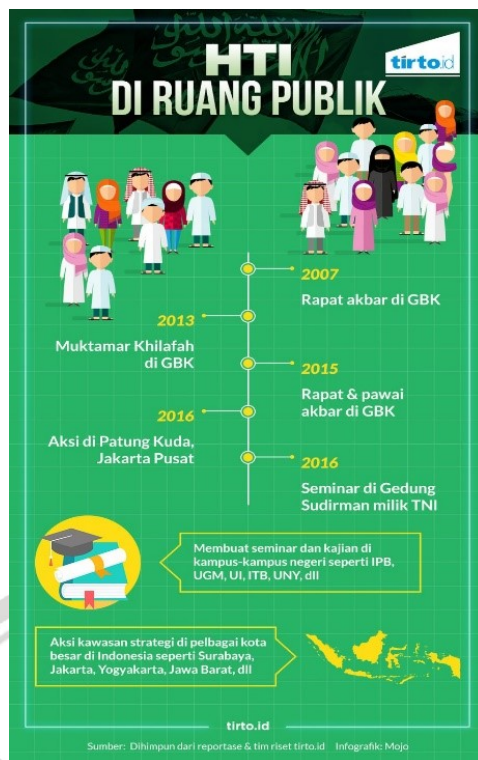 HTI
DI RUANG PUBLIK
tirto.id
2007
Rapat akbar di GBK
2013
Muktamar Khilafah
di GBK
2015
Rapat & pawai
akbar di GBK
2016
Aksi di Patung Kuda,
Jakarta Pusat
2016
Seminar di Gedung
Sudirman milik TNI
Membuat seminar dan kajian di
kampus-kampus negeri seperti IPB,
UGM, UI, ITB, UNY, dll
Aksi kawasan strategi di pelbagai kota
besar di Indonesia seperti Surabaya,
Jakarta, Yogyakarta, Jawa Barat, dll
tirto.id
Sumber: Dihimpun dari reportase & tim riset tirto.id Infografik: Mojo